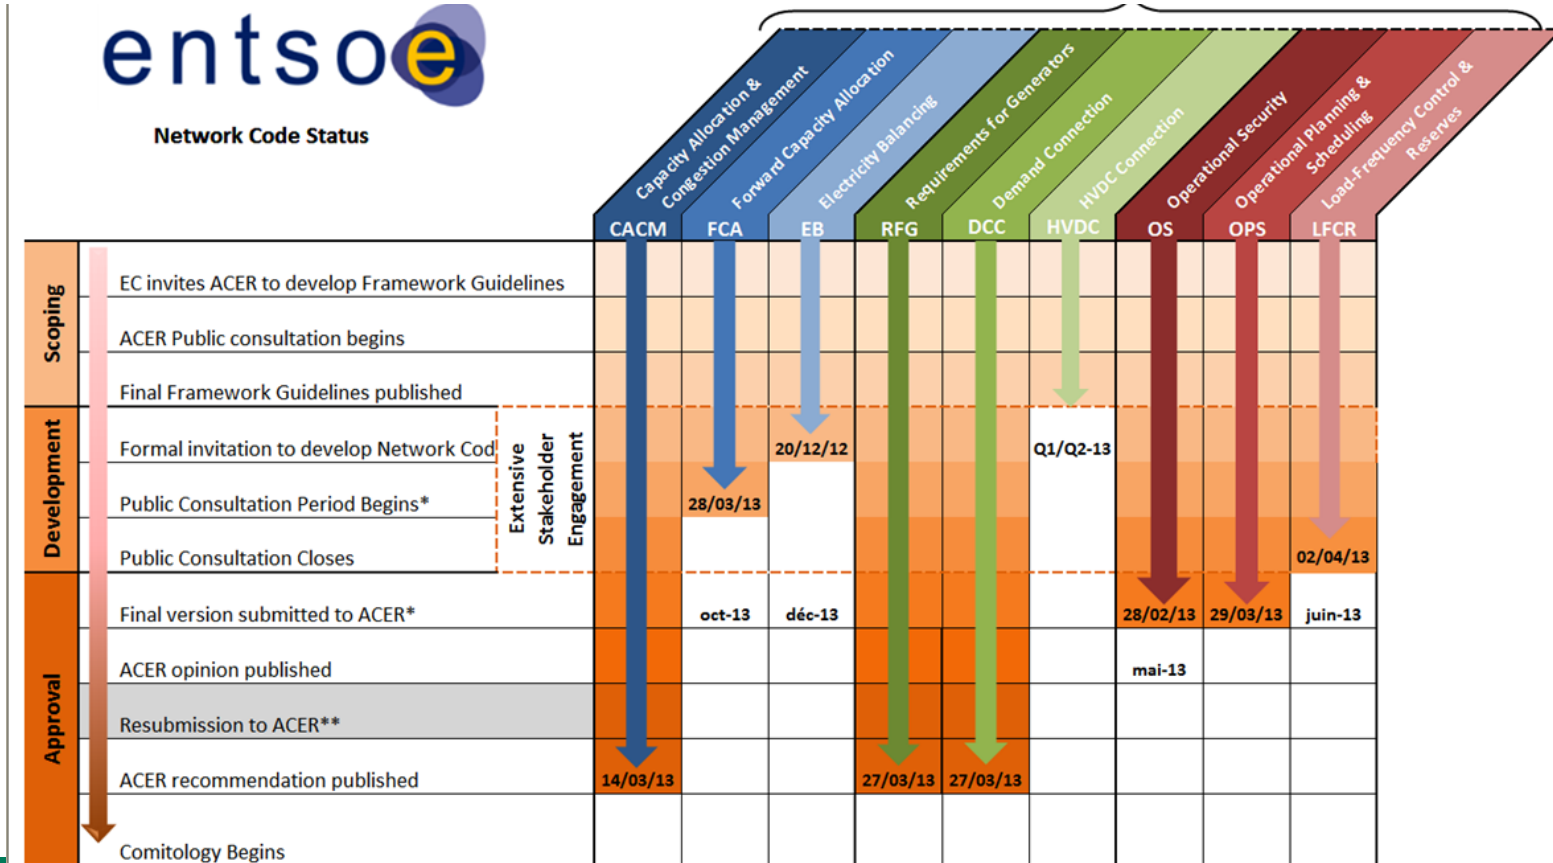 entsoe
Network Code Status
Capacity Allocation &
Congestion Management
Forward Capacity Allocation
Electricity Balancing
Requirements for Generators
Demand Connection
HVDC Connection
Operational Security
Operational Planning &
Scheduling
Load-Frequency Control &
Reserves
CACM FCA EB RFG DCC HVDC OS OPS LFCR
Scoping
EC invites ACER to develop Framework Guidelines
ACER Public consultation begins
Final Framework Guidelines published
Development
Extensive
Stakeholder
Engagement
Formal invitation to develop Network Cod 20/12/12 Q1/Q2-13
Public Consultation Period Begins* 28/03/13
Public Consultation Closes 02/04/13
Approval
Final version submitted to ACER* oct-13 déc-13 28/02/13 29/03/13 juin-13
ACER opinion published mai-13
Resubmission to ACER**
ACER recommendation published 14/03/13 27/03/13 27/03/13
Comitology Begins